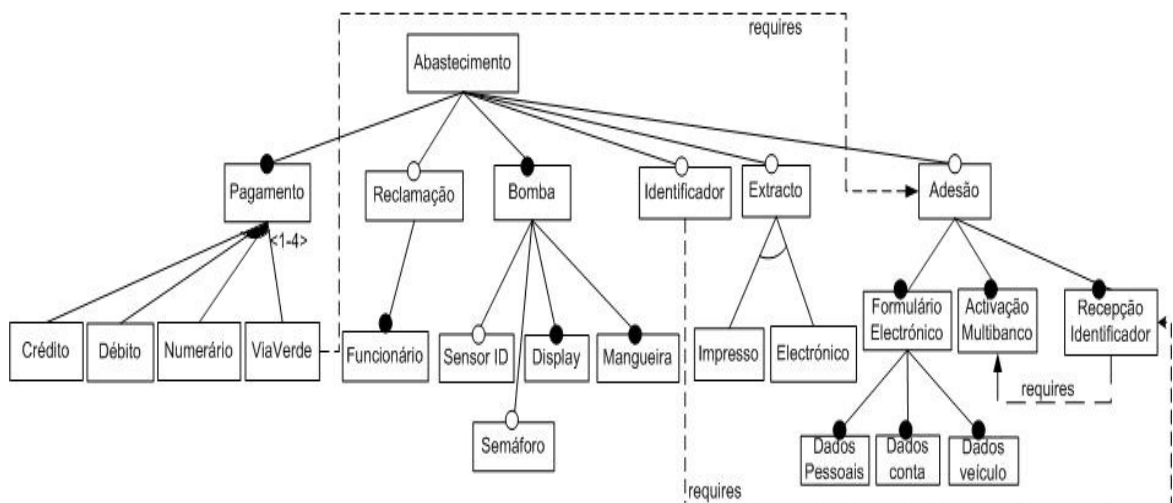 requires
Abastecimento
Pagamento
Reclamação
Bomba
Identificador
Extracto
Adesão
<1-4>
Crédito
Débito
Numerário
ViaVerde
Funcionário
Sensor ID
Display
Mangueira
Impresso
Electrónico
Formulário
Electrónico
Activação
Multibanco
Recepção
Identificador
requires
Semáforo
Dados
Pessoais
Dados
conta
Dados
veículo
requires